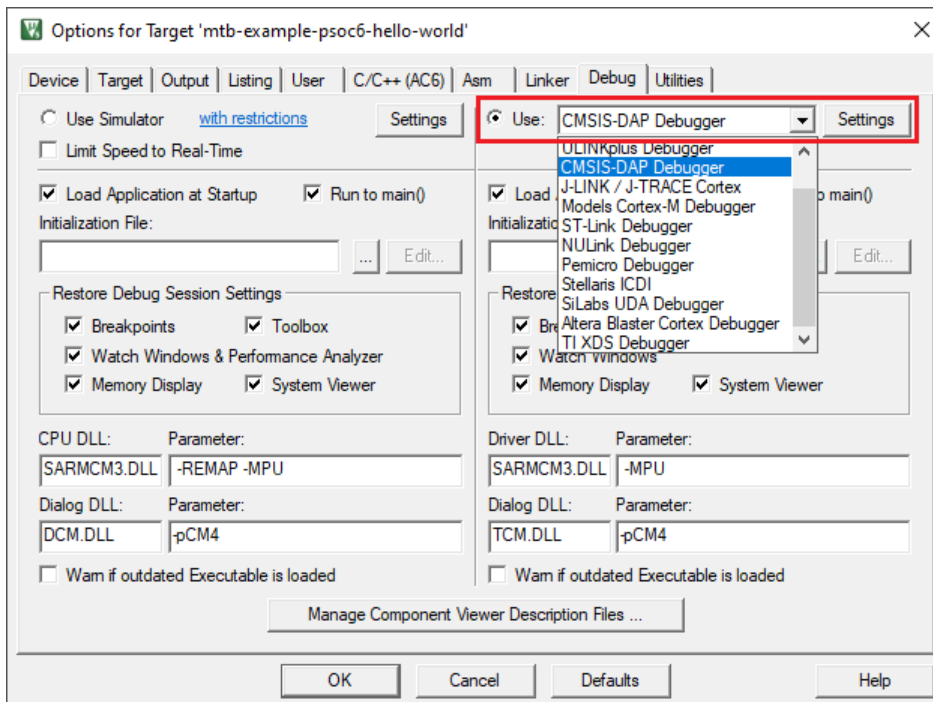 Options for Target 'mtb-example-psoc6-hello-world'
Device Target Output Listing User C/C++ (AC6) Asm Linker Debug Utilities
Use Simulator with restrictions Settings
Limit Speed to Real-Time
Load Application at Startup Run to main()
Initialization File:
... Edit...
Restore Debug Session Settings
Breakpoints Toolbox
Watch Windows & Performance Analyzer
Memory Display System Viewer
CPU DLL: Parameter:
SARMCM3.DLL -REMAP -MPU
Dialog DLL: Parameter:
DCM.DLL -pCM4
Warn if outdated Executable is loaded
Use: CMSIS-DAP Debugger Settings
ULINKplus Debugger
CMSIS-DAP Debugger
J-LINK / J-TRACE Cortex
Models Cortex-M Debugger
ST-Link Debugger
NULink Debugger
Pemicro Debugger
Stellaris ICDI
SiLabs UDA Debugger
Altera Blaster Cortex Debugger
TI XDS Debugger
Load
main()
Edit...
Restore
Watch Windows
Memory Display System Viewer
Driver DLL: Parameter:
SARMCM3.DLL -MPU
Dialog DLL: Parameter:
TCM.DLL -pCM4
Warn if outdated Executable is loaded
Manage Component Viewer Description Files ...
OK Cancel Defaults Help